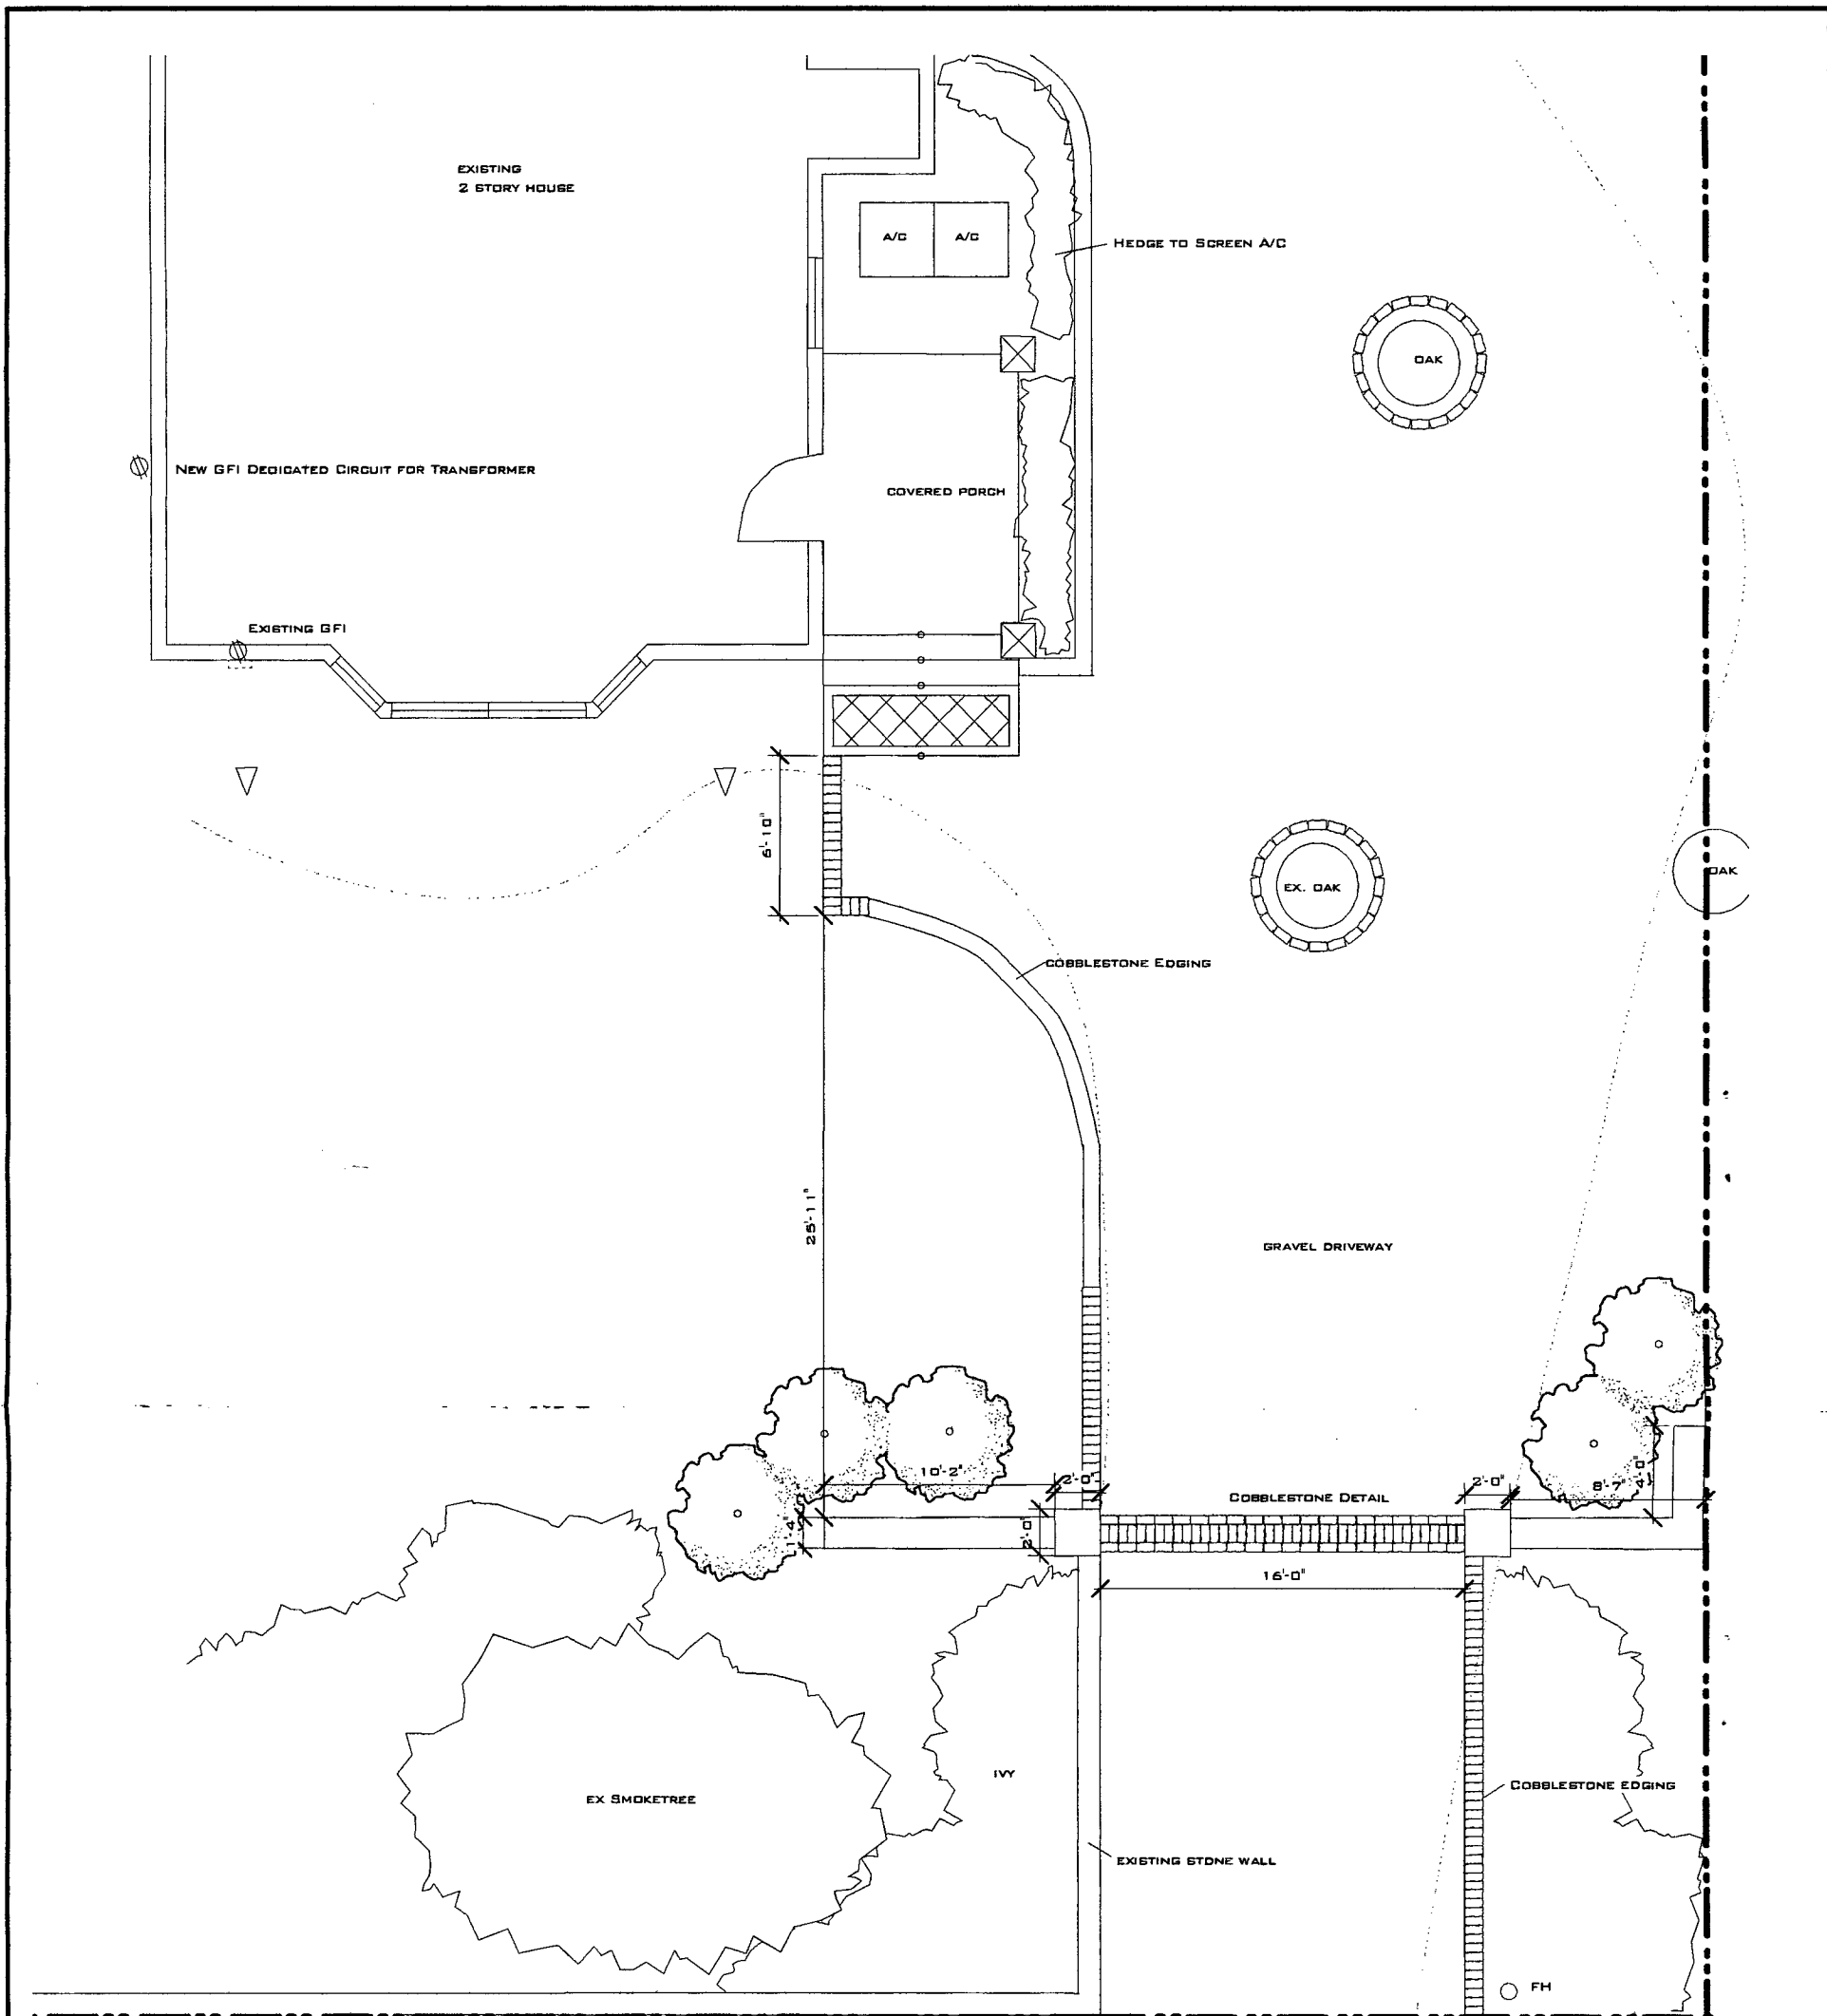 EXISTING
2 STORY HOUSE
A/C
A/C
HEDGE TO SCREEN A/C
OAK
NEW GFI DEDICATED CIRCUIT FOR TRANSFORMER
COVERED PORCH
EXISTING GFI
6'-10"
EX. OAK
OAK
COBBLESTONE EDGING
25'-11"
GRAVEL DRIVEWAY
10'-2"
2'-0"
COBBLESTONE DETAIL
2'-0"
8'-7"
4'-0"
1'-4"
2'-0"
16'-0"
IVY
EX SMOKETREE
COBBLESTONE EDGING
EXISTING STONE WALL
FH